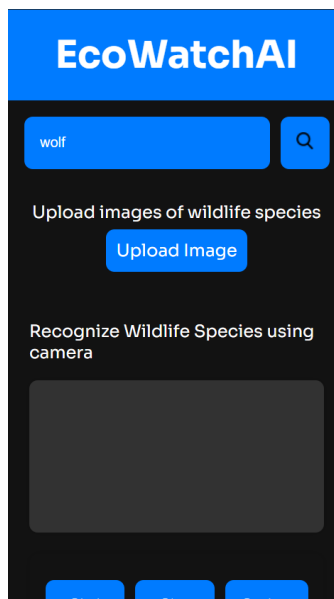 EcoWatchAI
wolf
Upload images of wildlife species
Upload Image
Recognize Wildlife Species using
camera